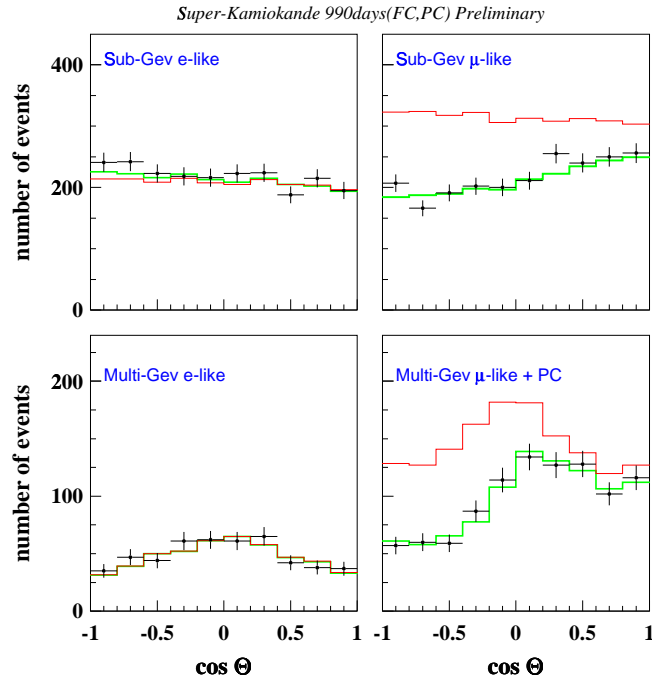 Super-Kamiokande 990days(FC,PC) Preliminary
number of events
450
400
200
0
Sub-Gev e-like
Sub-Gev μ-like
number of events
200
100
0
Multi-Gev e-like
Multi-Gev μ-like + PC
-1 -0.5 0 0.5 1
-1 -0.5 0 0.5 1
cos Θ
cos Θ